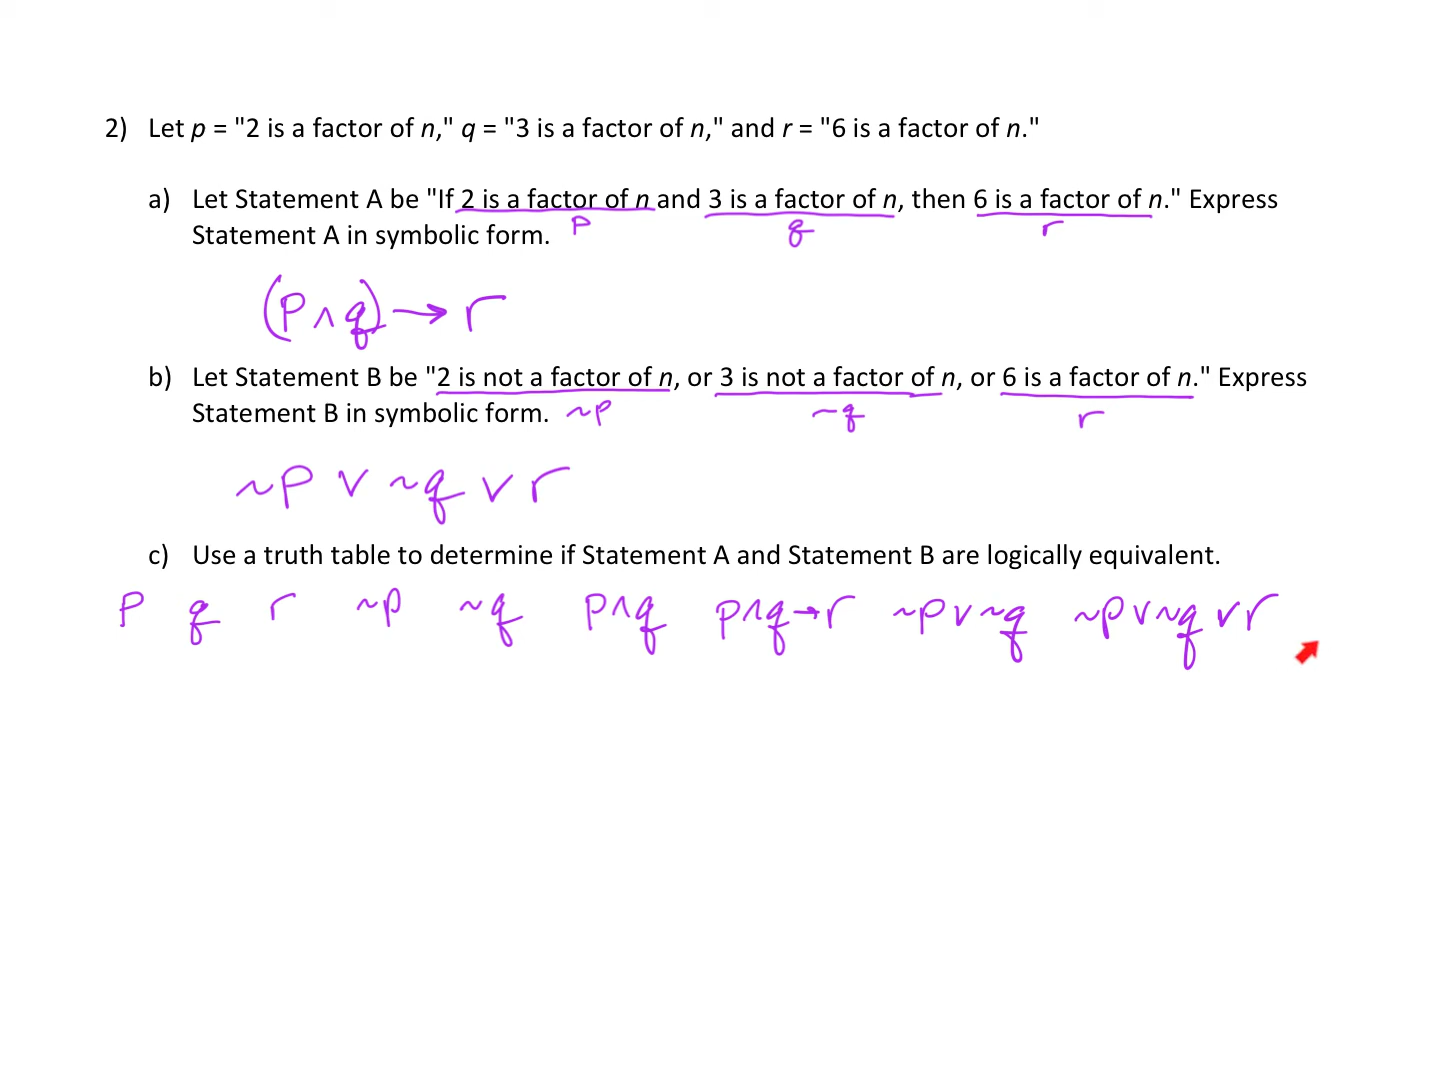 2) Let p = "2 is a factor of n," q = "3 is a factor of n," and r = "6 is a factor of n."
a) Let Statement A be "If 2 is a factor of n and 3 is a factor of n, then 6 is a factor of n." Express
Statement A in symbolic form. p q r
(p ∧ q) → r
b) Let Statement B be "2 is not a factor of n, or 3 is not a factor of n, or 6 is a factor of n." Express
Statement B in symbolic form. ~p ~q r
~p ∨ ~q ∨ r
c) Use a truth table to determine if Statement A and Statement B are logically equivalent.
p q r ~p ~q p∧q p∧q→r ~p∨~q ~p∨~q∨r